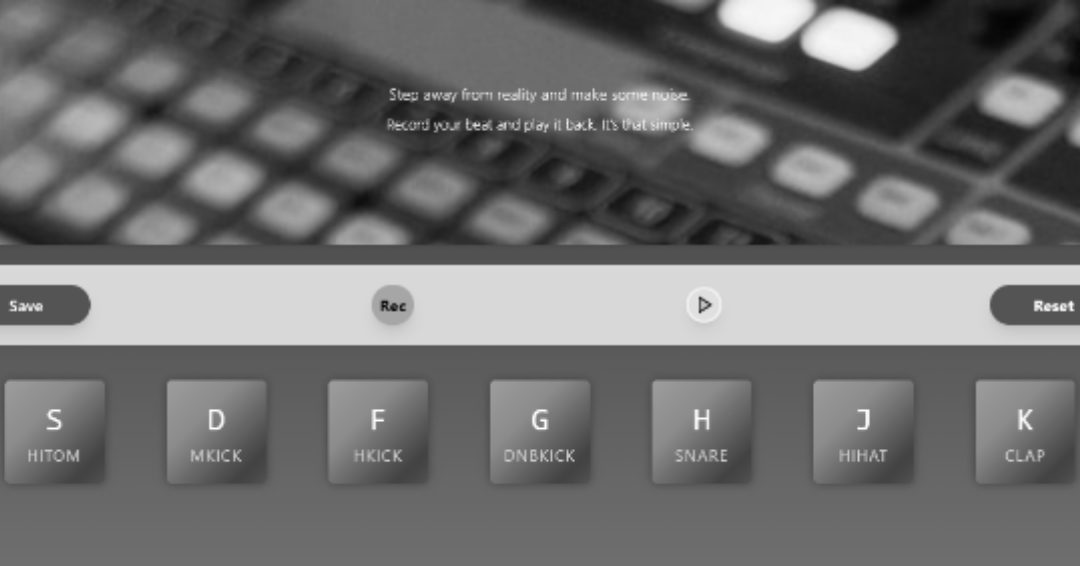 Step away from reality and make some noise.
Record your beat and play it back. It's that simple.
Save
Rec
Reset
S
HITOM
D
MKICK
F
HKICK
G
DNBKICK
H
SNARE
J
HIHAT
K
CLAP